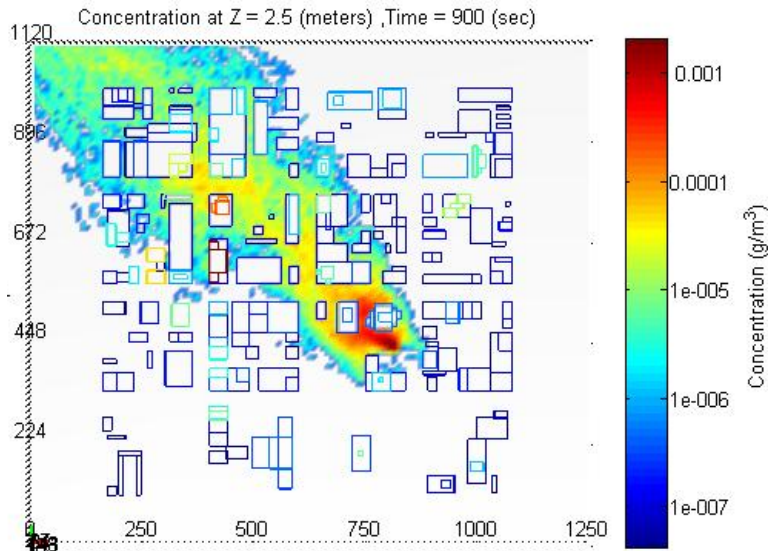 Concentration at Z = 2.5 (meters) ,Time = 900 (sec)
1120
896
672
448
224
0
250
500
750
1000
1250
0.001
0.0001
1e-005
1e-006
1e-007
Concentration (g/m³)